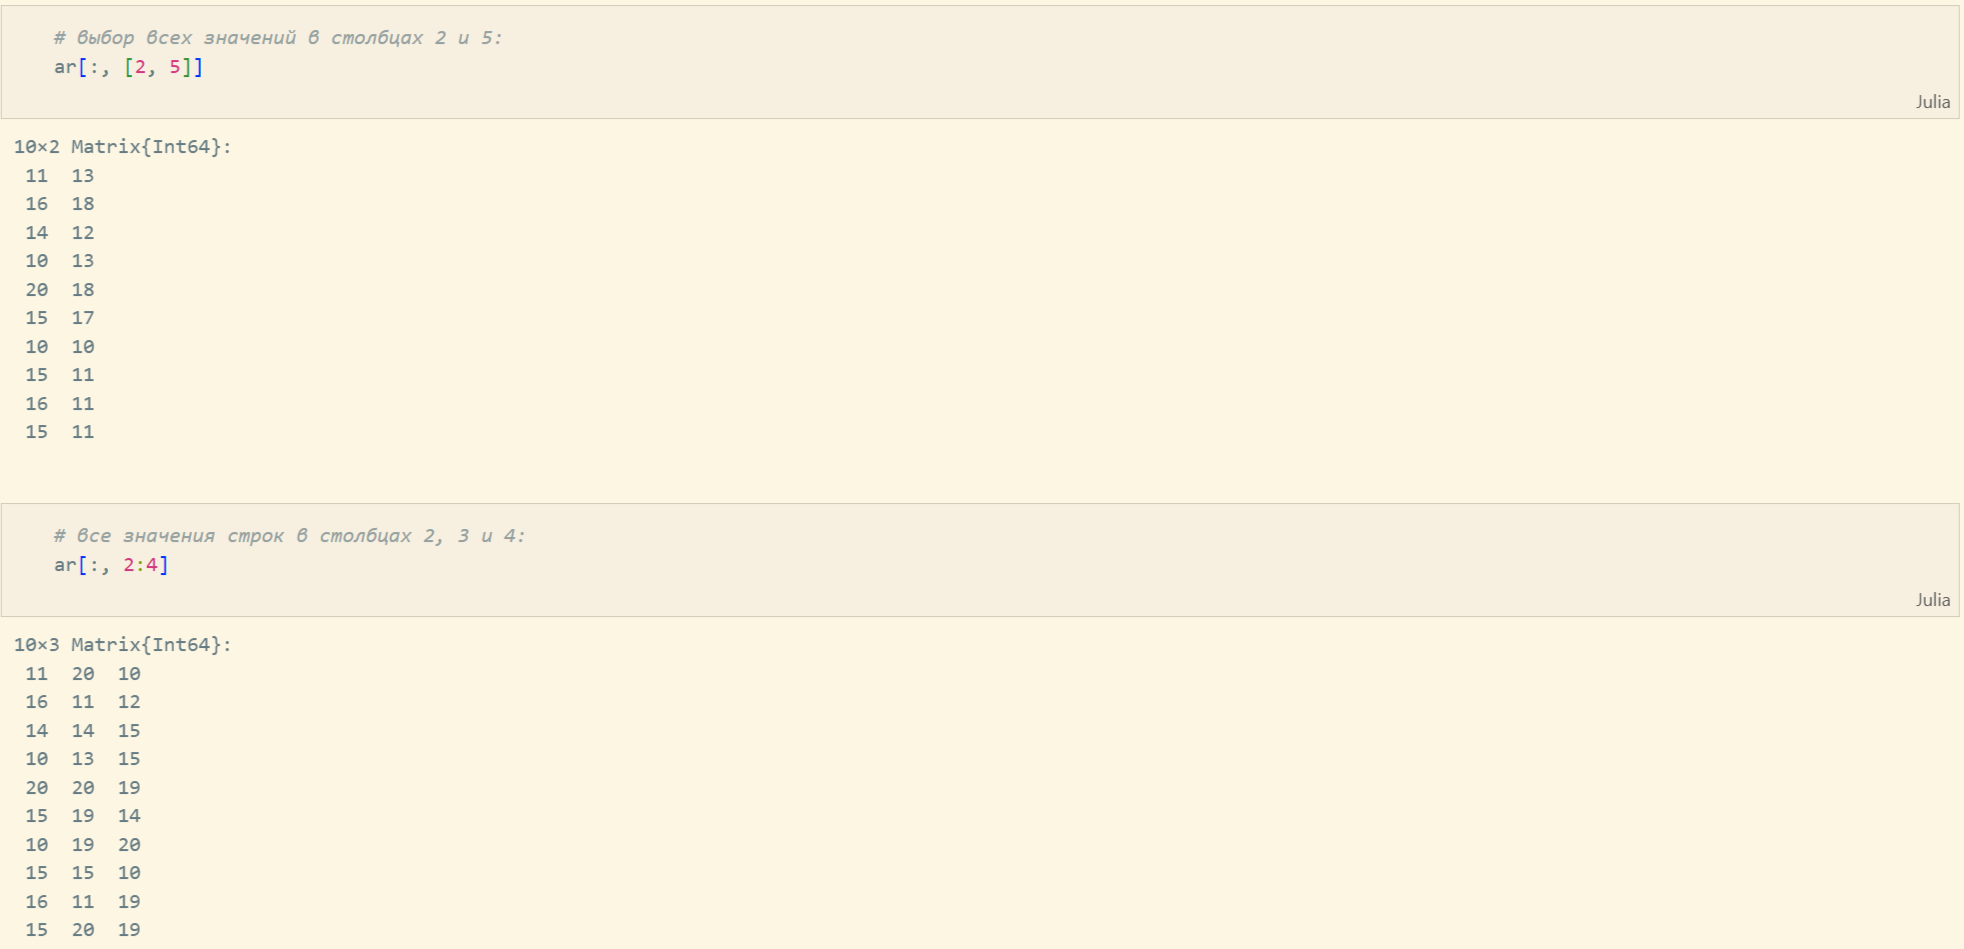 # выбор всех значений в столбцах 2 и 5:
ar[:, [2, 5]]
Julia
10×2 Matrix{Int64}:
 11  13
 16  18
 14  12
 10  13
 20  18
 15  17
 10  10
 15  11
 16  11
 15  11
# все значения строк в столбцах 2, 3 и 4:
ar[:, 2:4]
Julia
10×3 Matrix{Int64}:
 11  20  10
 16  11  12
 14  14  15
 10  13  15
 20  20  19
 15  19  14
 10  19  20
 15  15  10
 16  11  19
 15  20  19